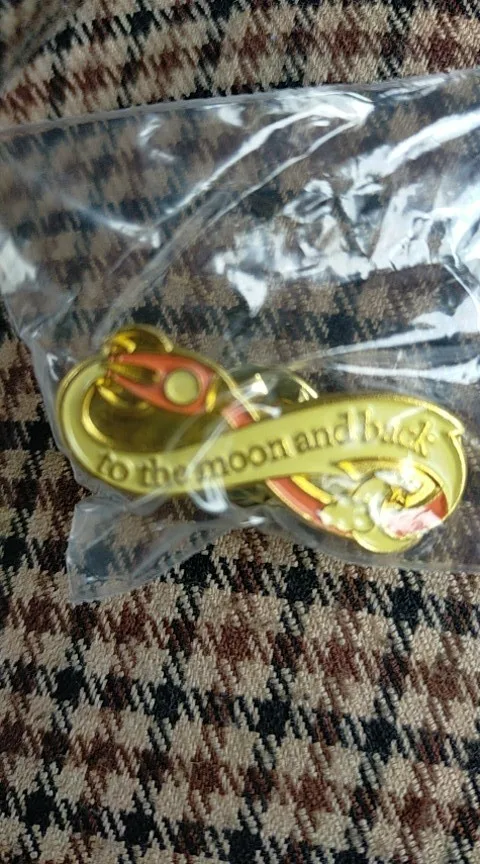 to the moon and back